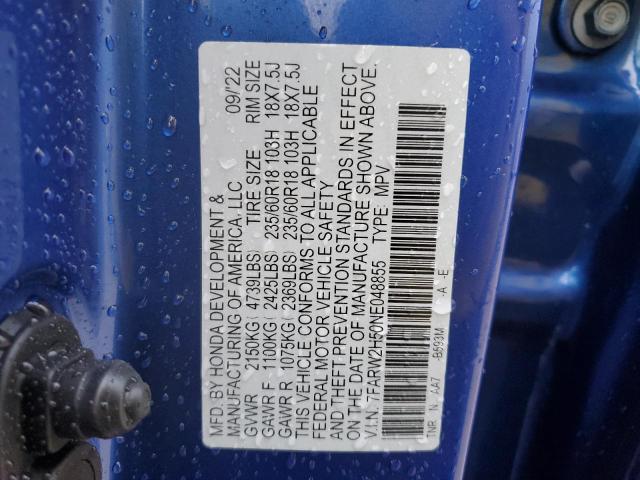 MFD. BY HONDA DEVELOPMENT &
MANUFACTURING OF AMERICA, LLC 09/'22
GVWR 2150KG( 4739LBS) TIRE SIZE RIM SIZE
GAWR F 1100KG( 2425LBS) 235/60R18 103H 18X7.5J
GAWR R 1075KG( 2369LBS) 235/60R18 103H 18X7.5J
THIS VEHICLE CONFORMS TO ALL APPLICABLE
FEDERAL MOTOR VEHICLE SAFETY
AND THEFT PREVENTION STANDARDS IN EFFECT
ON THE DATE OF MANUFACTURE SHOWN ABOVE.
V.I.N. 7FARW2H50NE048855 TYPE: MPV
TNR N AA7 B593M A E